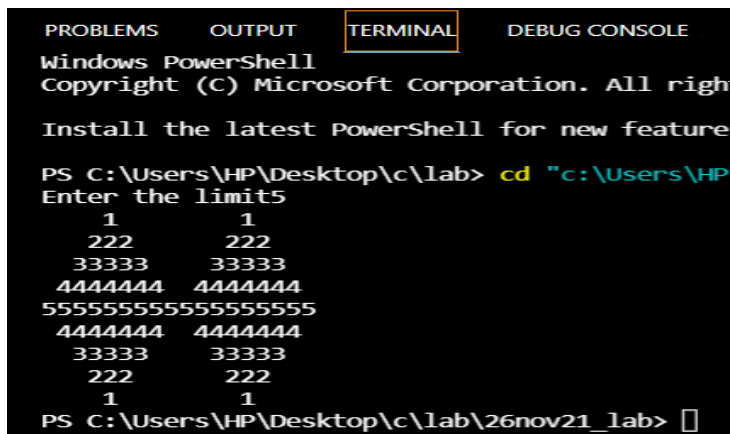 PROBLEMS OUTPUT TERMINAL DEBUG CONSOLE
Windows PowerShell
Copyright (C) Microsoft Corporation. All righ
Install the latest PowerShell for new feature
PS C:\Users\HP\Desktop\c\lab> cd "c:\Users\HP
Enter the limit5
    1        1
   222      222
  33333    33333
 4444444  4444444
555555555555555555
 4444444  4444444
  33333    33333
   222      222
    1        1
PS C:\Users\HP\Desktop\c\lab\26nov21_lab>